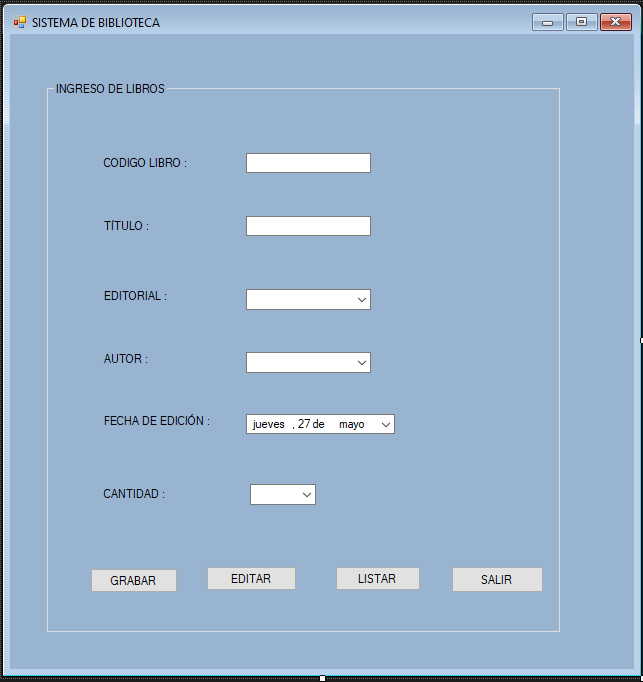 SISTEMA DE BIBLIOTECA
INGRESO DE LIBROS
CODIGO LIBRO :
TÍTULO :
EDITORIAL :
AUTOR :
FECHA DE EDICIÓN : jueves , 27 de mayo
CANTIDAD :
GRABAR EDITAR LISTAR SALIR